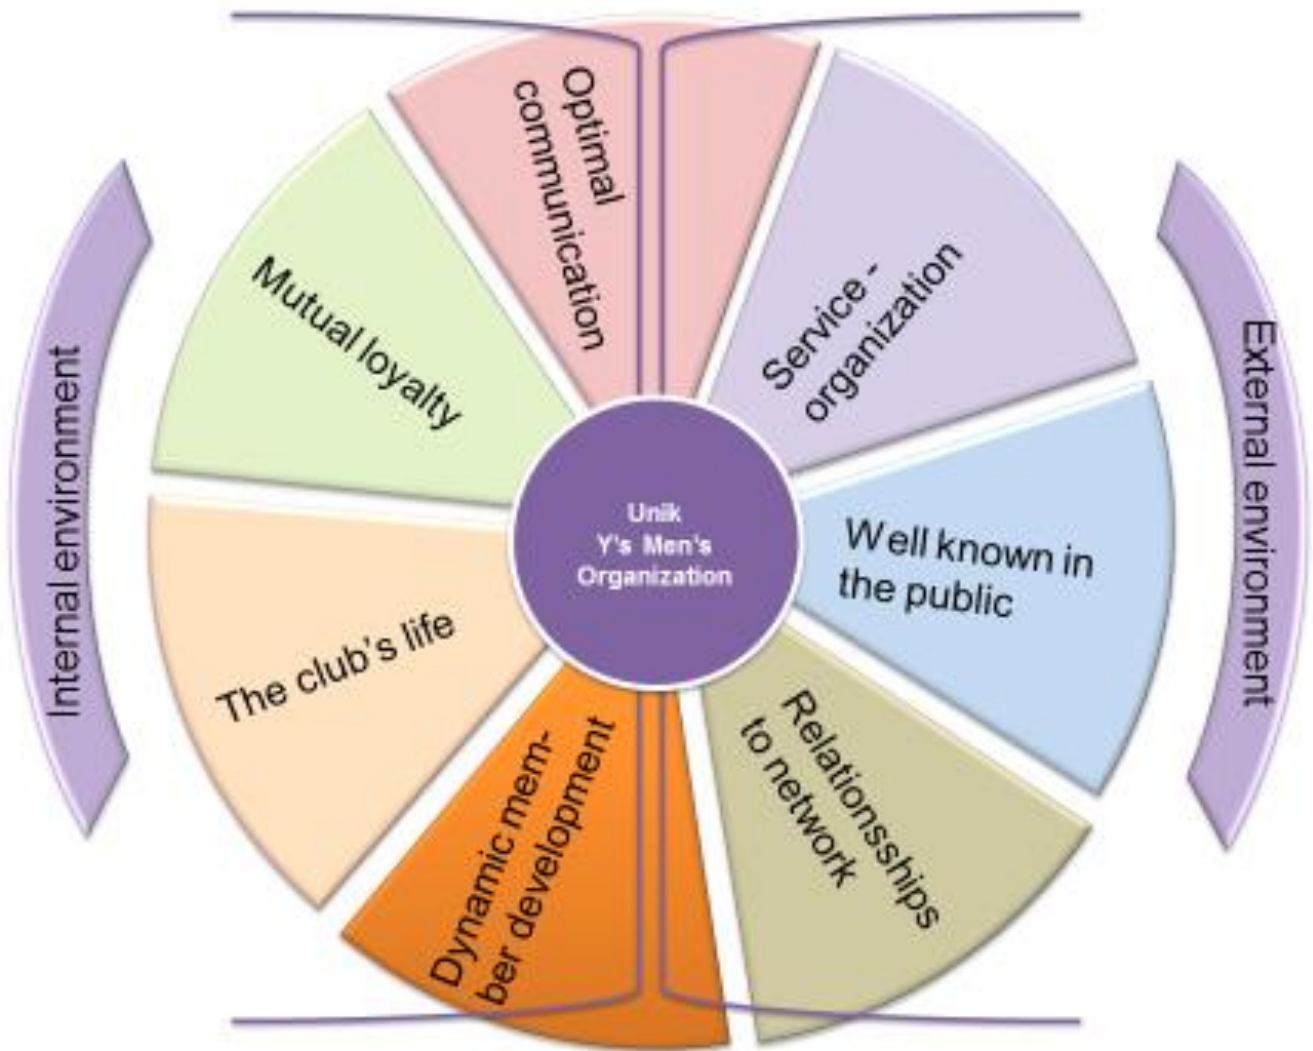 Optimal
communication
Service -
organization
Well known in
the public
Relationsships
to network
Dynamic mem-
ber development
The club's life
Mutual loyalty
Unik
Y's Men's
Organization
Internal environment
External environment